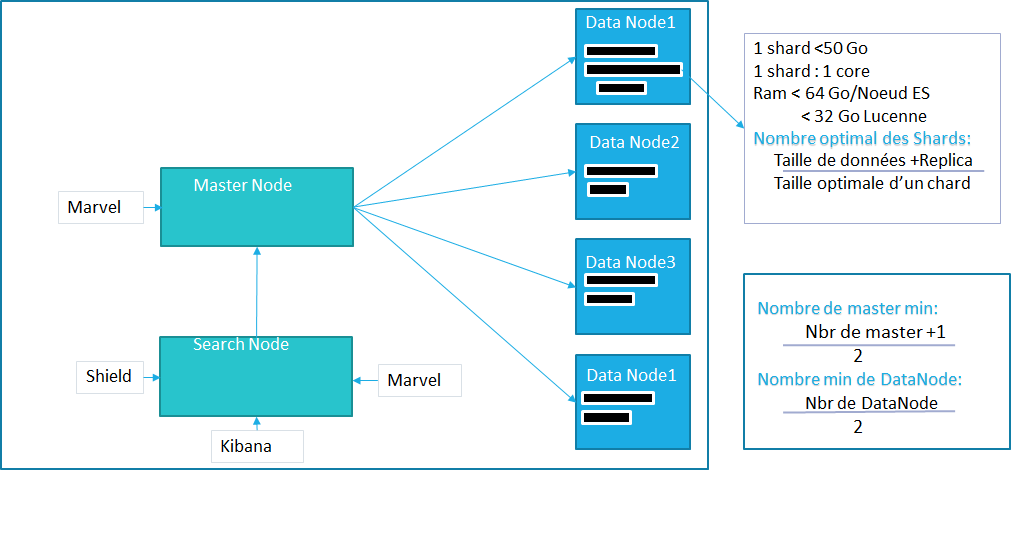 Data Node1
Data Node2
Data Node3
Data Node1
Master Node
Marvel
Search Node
Shield
Marvel
Kibana
1 shard <50 Go
1 shard : 1 core
Ram < 64 Go/Noeud ES
< 32 Go Lucenne
Nombre optimal des Shards:
Taille de données +Replica
Taille optimale d’un chard
Nombre de master min:
Nbr de master +1
2
Nombre min de DataNode:
Nbr de DataNode
2